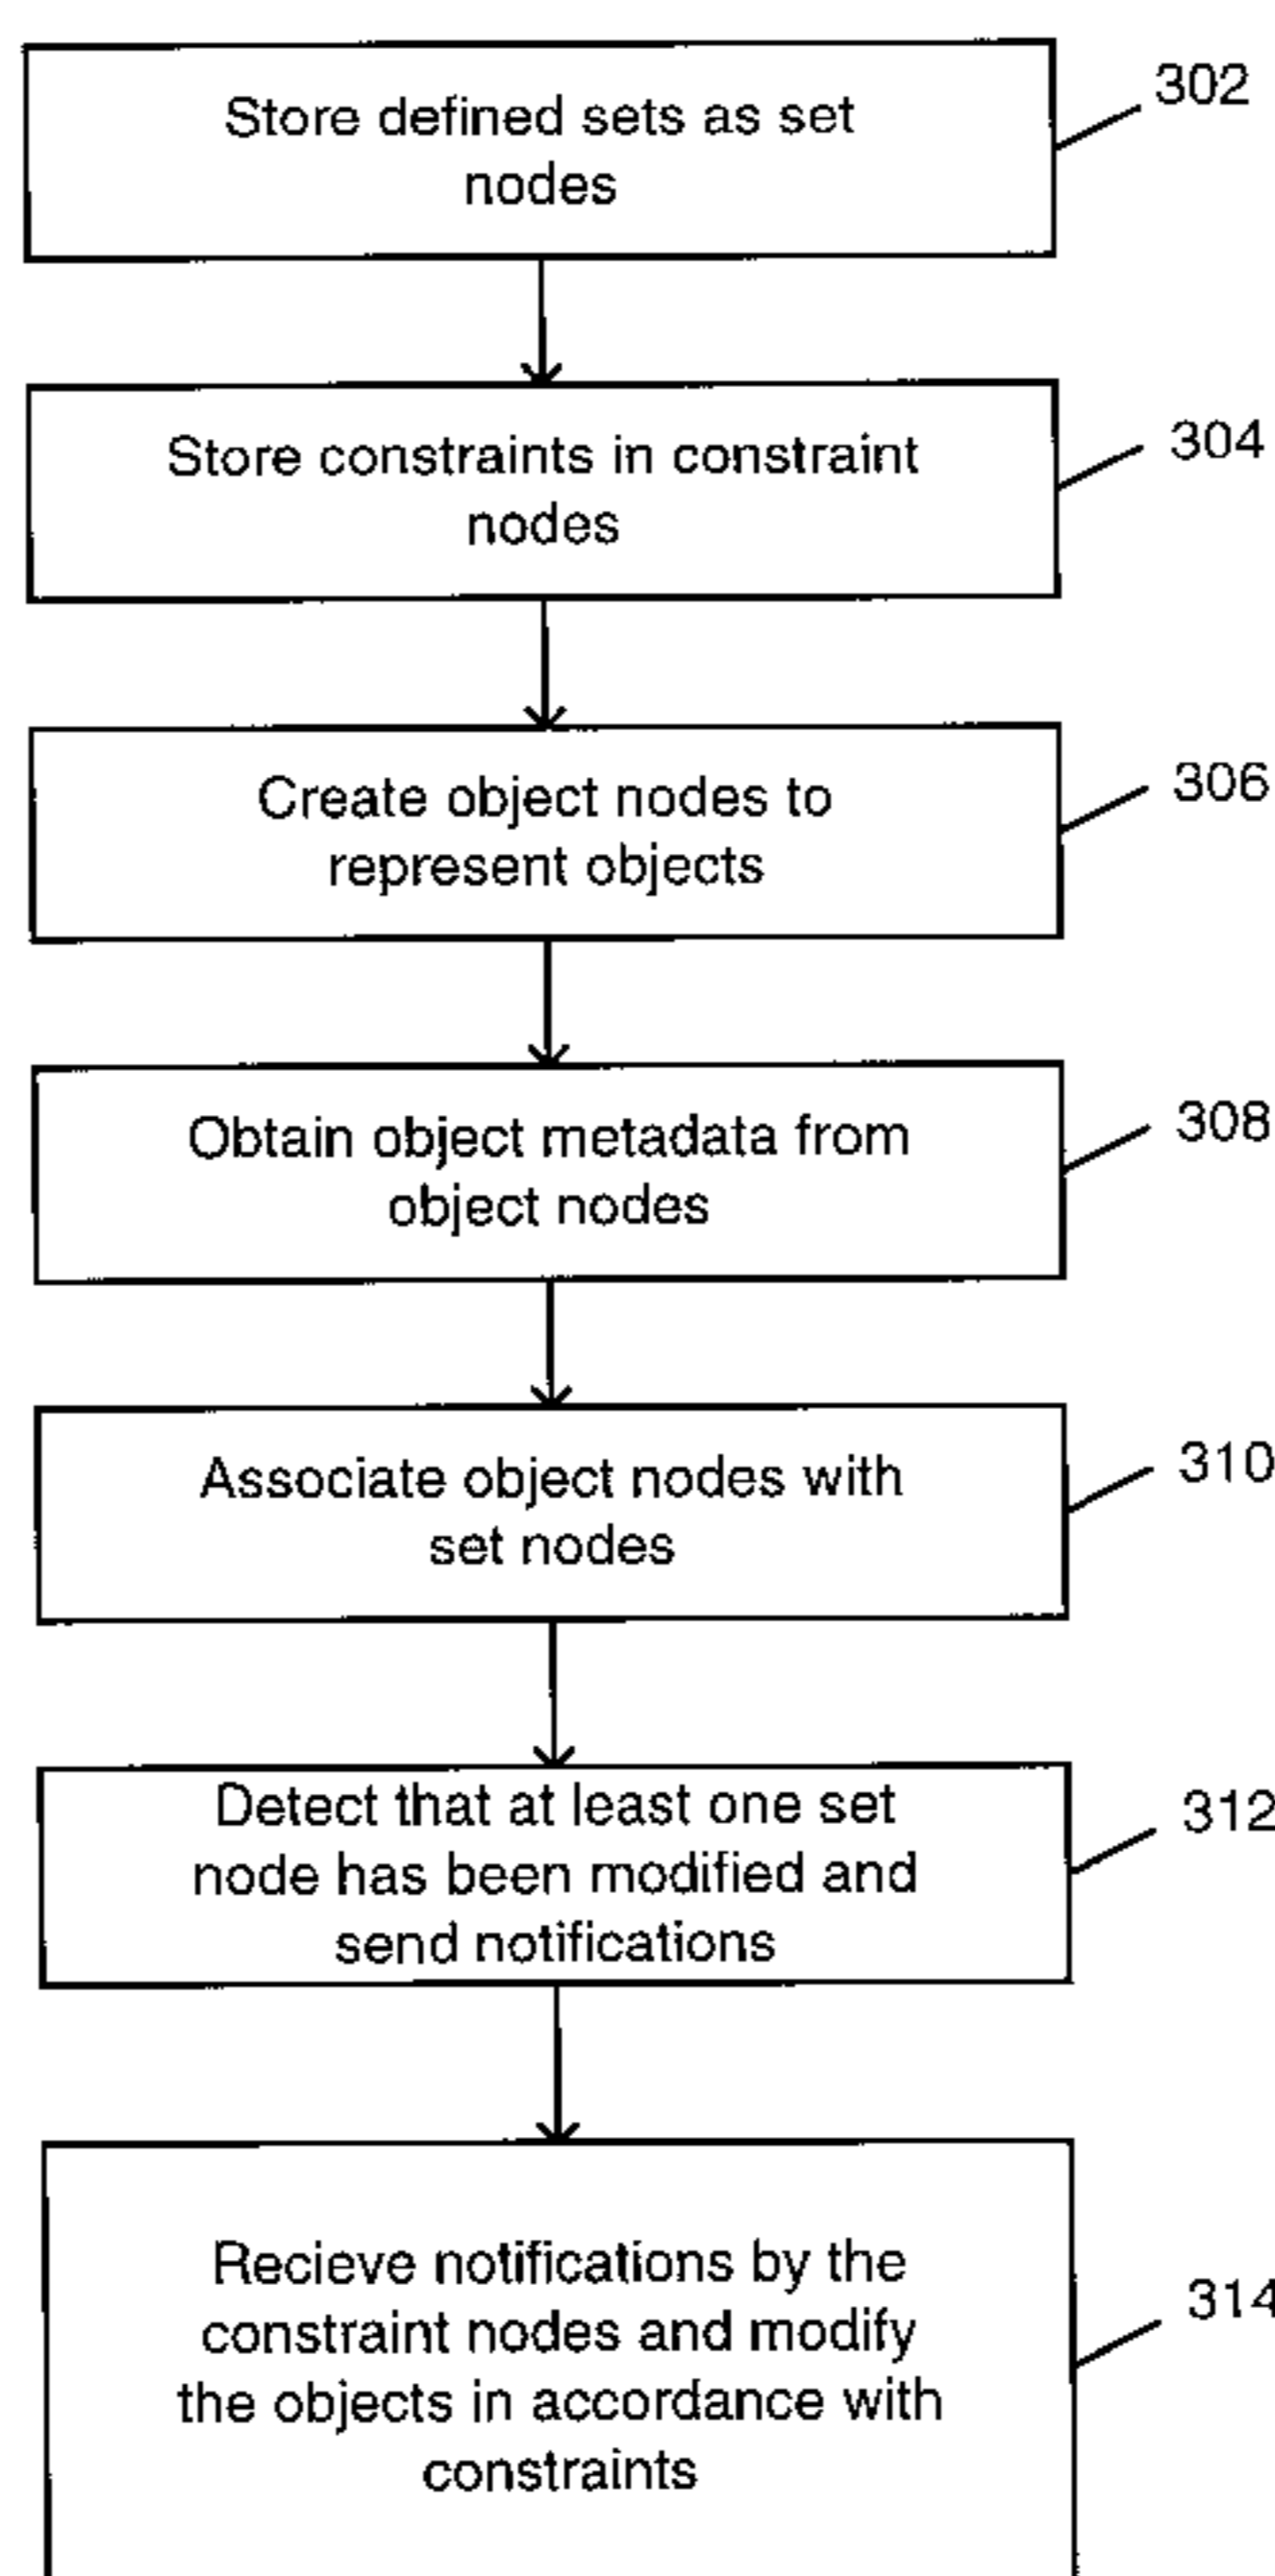 Store defined sets as set
nodes
302
Store constraints in constraint
nodes
304
Create object nodes to
represent objects
306
Obtain object metadata from
object nodes
308
Associate object nodes with
set nodes
310
Detect that at least one set
node has been modified and
send notifications
312
Recieve notifications by the
constraint nodes and modify
the objects in accordance with
constraints
314